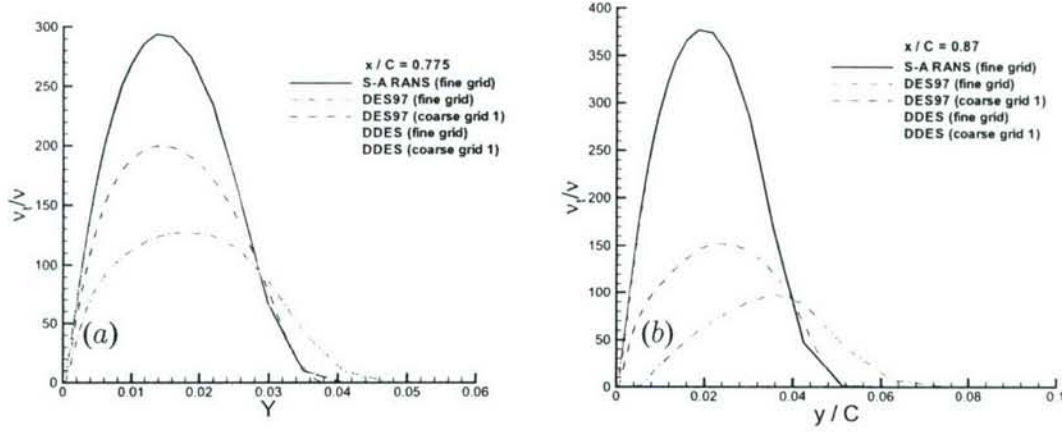 300
250
200
150
100
50
0
ν_t/ν
x / C = 0.775
S-A RANS (fine grid)
DES97 (fine grid)
DES97 (coarse grid 1)
DDES (fine grid)
DDES (coarse grid 1)
(a)
0 0.01 0.02 0.03 0.04 0.05 0.06
Y
400
350
300
250
200
150
100
50
0
ν_t/ν
x / C = 0.87
S-A RANS (fine grid)
DES97 (fine grid)
DES97 (coarse grid 1)
DDES (fine grid)
DDES (coarse grid 1)
(b)
0 0.02 0.04 0.06 0.08
y / C